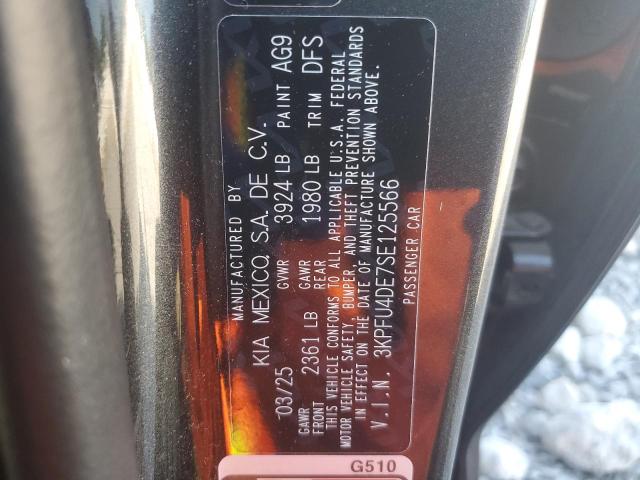 MANUFACTURED BY
KIA MEXICO, S.A. DE C.V.
03/25 GVWR 3924 LB PAINT AG9
GAWR FRONT 2361 LB GAWR REAR 1980 LB TRIM DFS
THIS VEHICLE CONFORMS TO ALL APPLICABLE U.S.A. FEDERAL
MOTOR VEHICLE SAFETY, BUMPER, AND THEFT PREVENTION STANDARDS
IN EFFECT ON THE DATE OF MANUFACTURE SHOWN ABOVE.
V.I.N. 3KPFU4DE7SE125566
PASSENGER CAR
G510